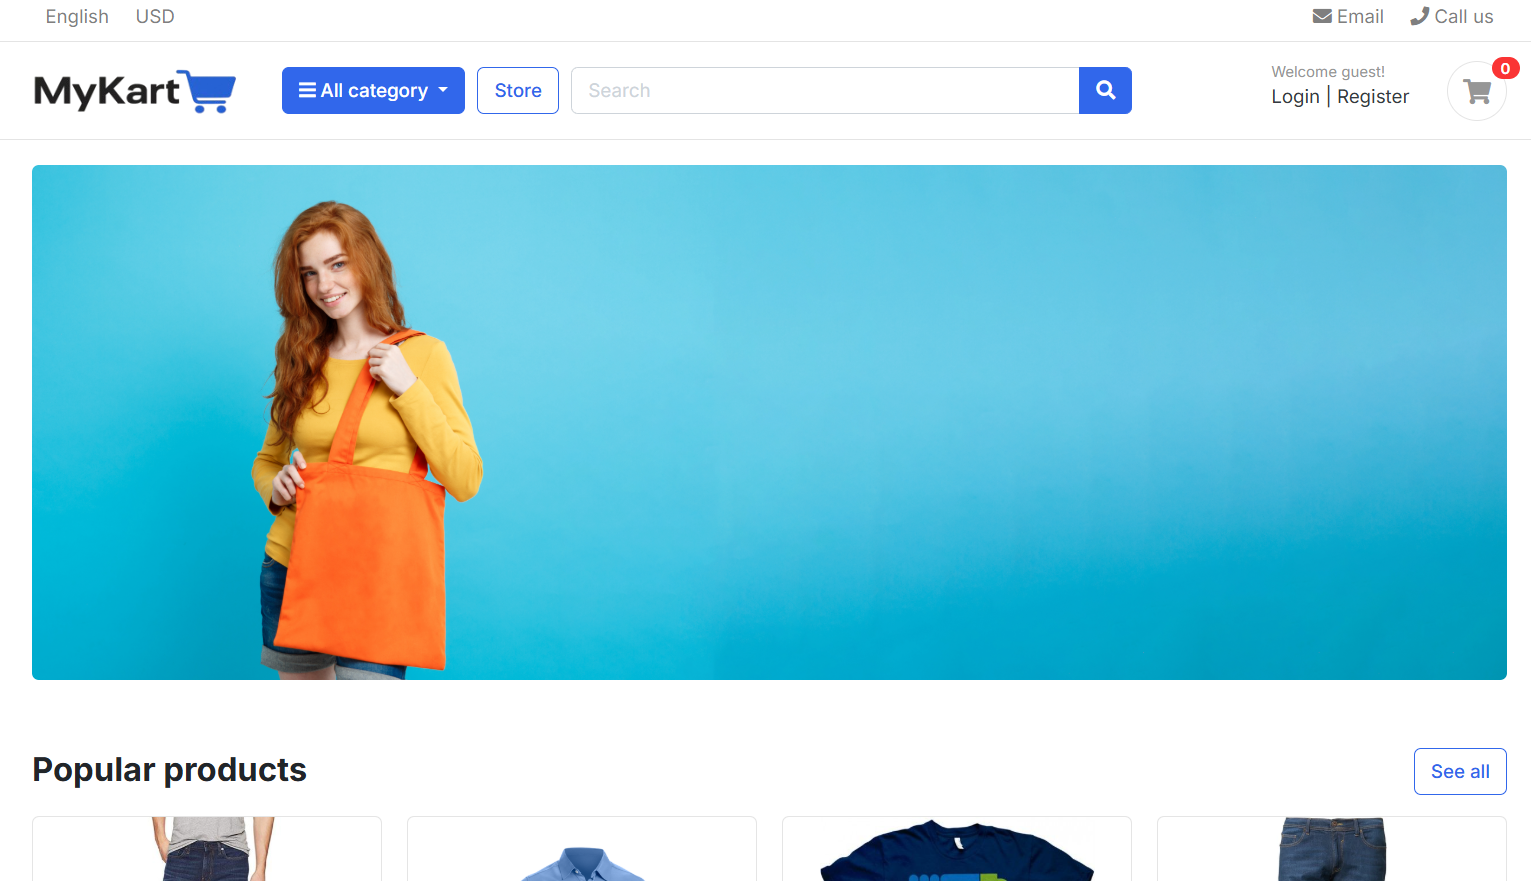 English USD Email Call us
MyKart All category Store Search Welcome guest! 0
Login | Register
Popular products See all